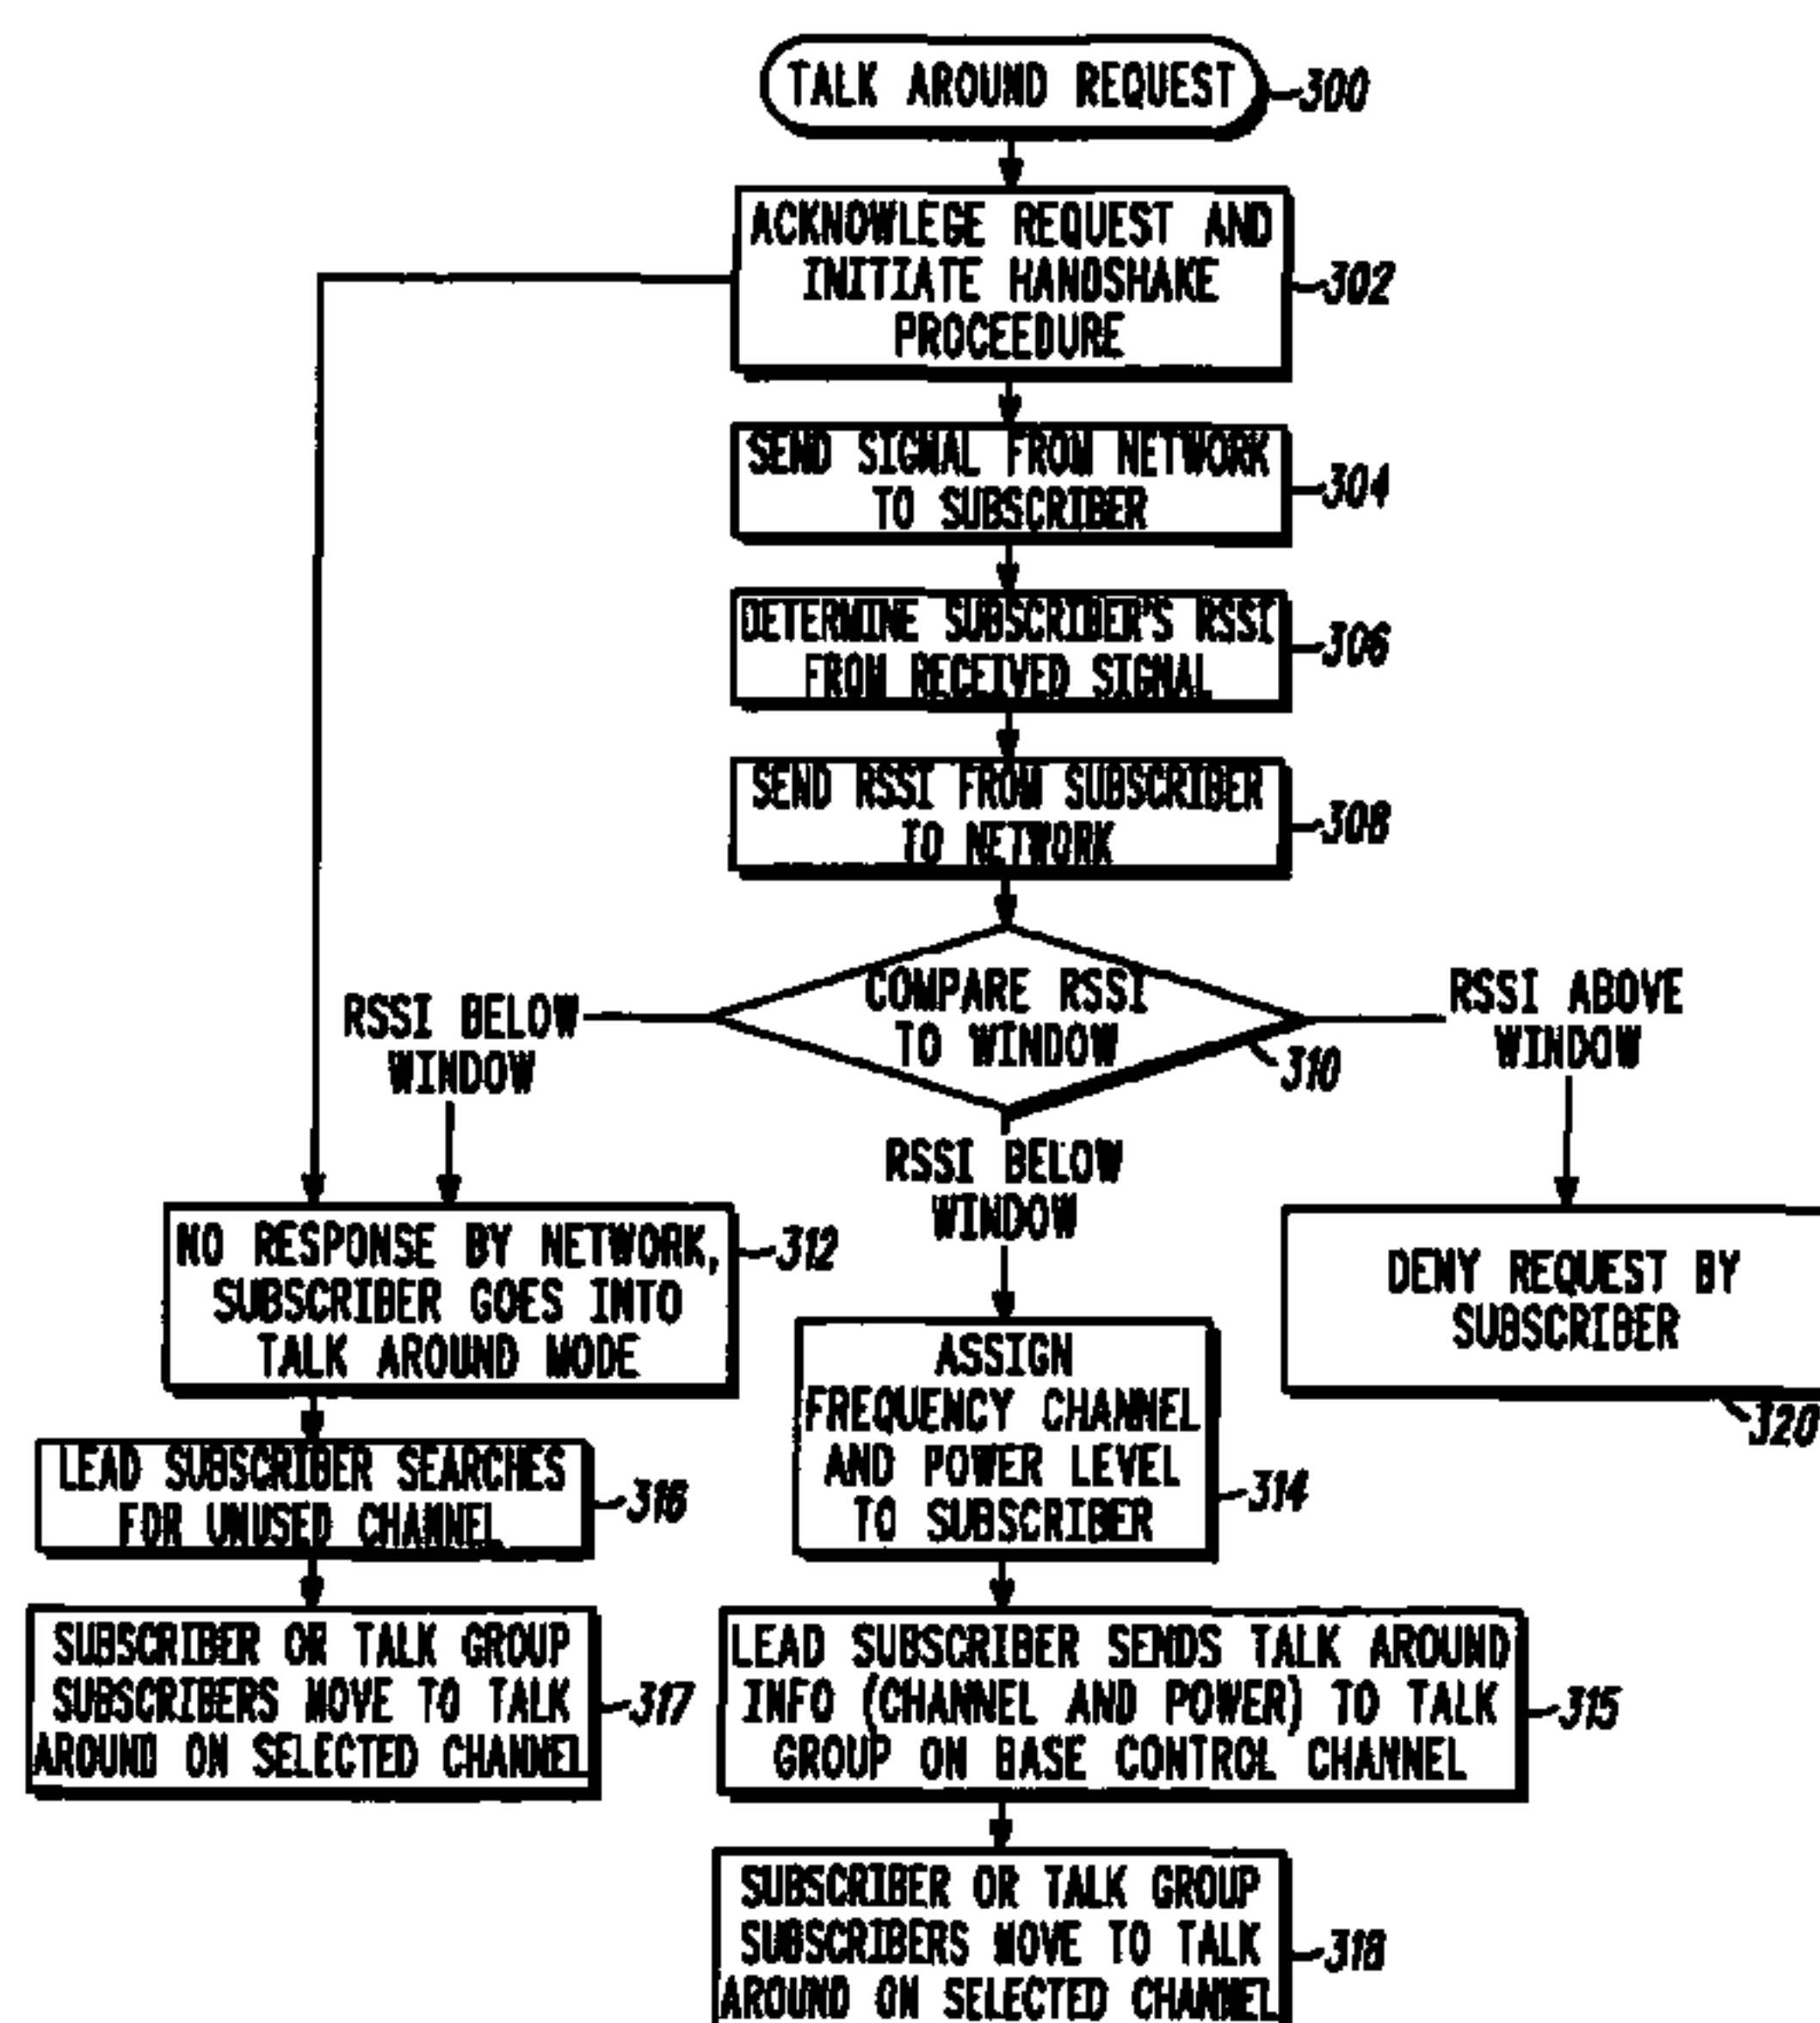 TALK AROUND REQUEST
300
ACKNOWLEGE REQUEST AND
INITIATE HANDSHAKE
PROCEEDURE
302
SEND SIGNAL FROM NETWORK
TO SUBSCRIBER
304
DETERMINE SUBSCRIBER'S RSSI
FROM RECEIVED SIGNAL
306
SEND RSSI FROM SUBSCRIBER
TO NETWORK
308
COMPARE RSSI
TO WINDOW
310
RSSI BELOW
WINDOW
RSSI BELOW
WINDOW
RSSI ABOVE
WINDOW
NO RESPONSE BY NETWORK,
SUBSCRIBER GOES INTO
TALK AROUND MODE
312
ASSIGN
FREQUENCY CHANNEL
AND POWER LEVEL
TO SUBSCRIBER
314
DENY REQUEST BY
SUBSCRIBER
320
LEAD SUBSCRIBER SEARCHES
FOR UNUSED CHANNEL
316
SUBSCRIBER OR TALK GROUP
SUBSCRIBERS MOVE TO TALK
AROUND ON SELECTED CHANNEL
317
LEAD SUBSCRIBER SENDS TALK AROUND
INFO (CHANNEL AND POWER) TO TALK
GROUP ON BASE CONTROL CHANNEL
315
SUBSCRIBER OR TALK GROUP
SUBSCRIBERS MOVE TO TALK
AROUND ON SELECTED CHANNEL
318